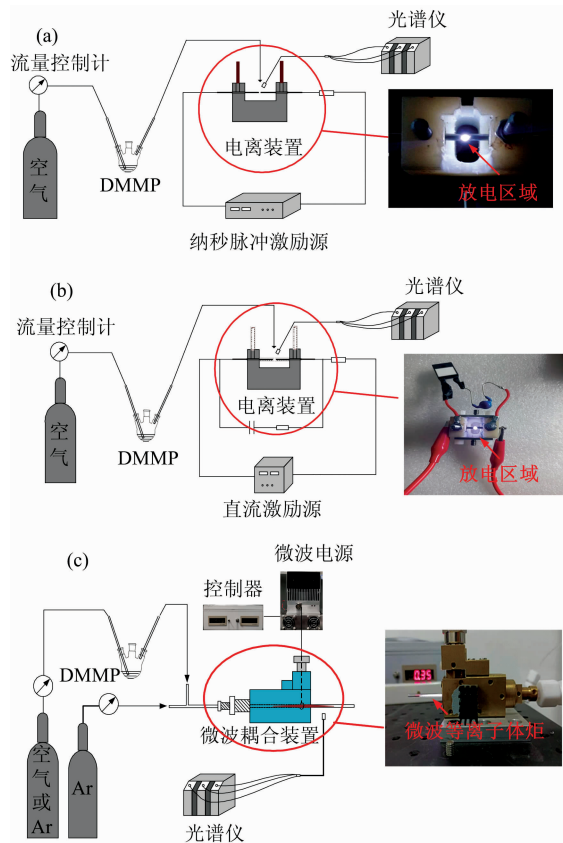 (a)
光谱仪
流量控制计
空气
DMMP
电离装置
放电区域
纳秒脉冲激励源
(b)
光谱仪
流量控制计
空气
DMMP
电离装置
放电区域
直流激励源
(c)
微波电源
控制器
DMMP
0.35
微波耦合装置
微波等离子体炬
空气或Ar
Ar
光谱仪